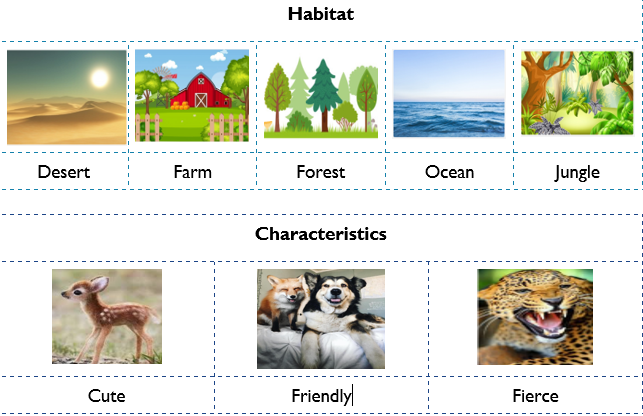 Habitat
Desert Farm Forest Ocean Jungle
Characteristics
Cute Friendly Fierce